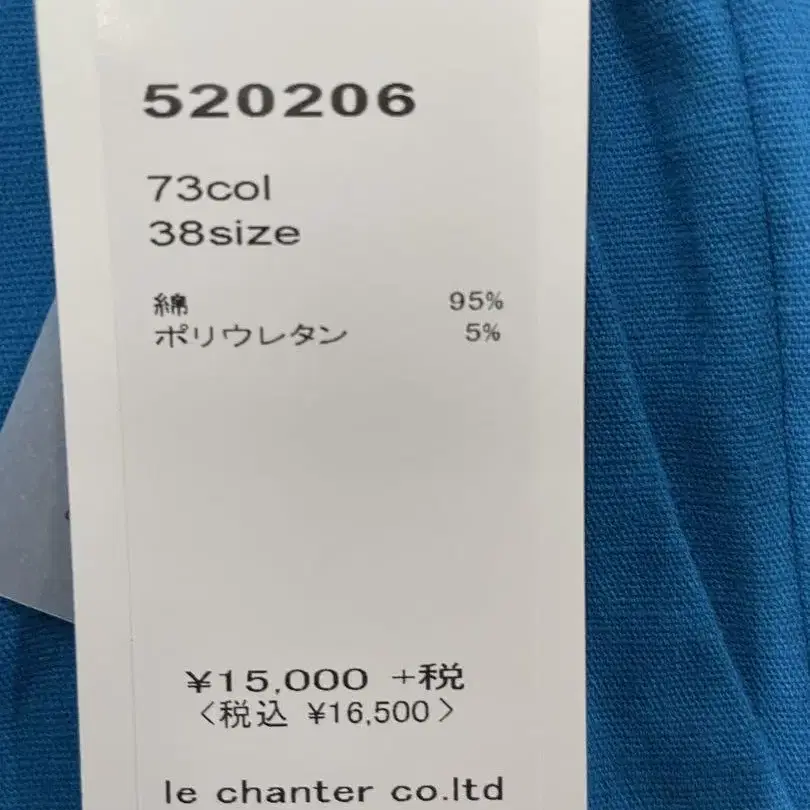 520206
73col
38size
綿 95%
ポリウレタン 5%
¥15,000 +税
<税込 ¥16,500>
le chanter co.ltd